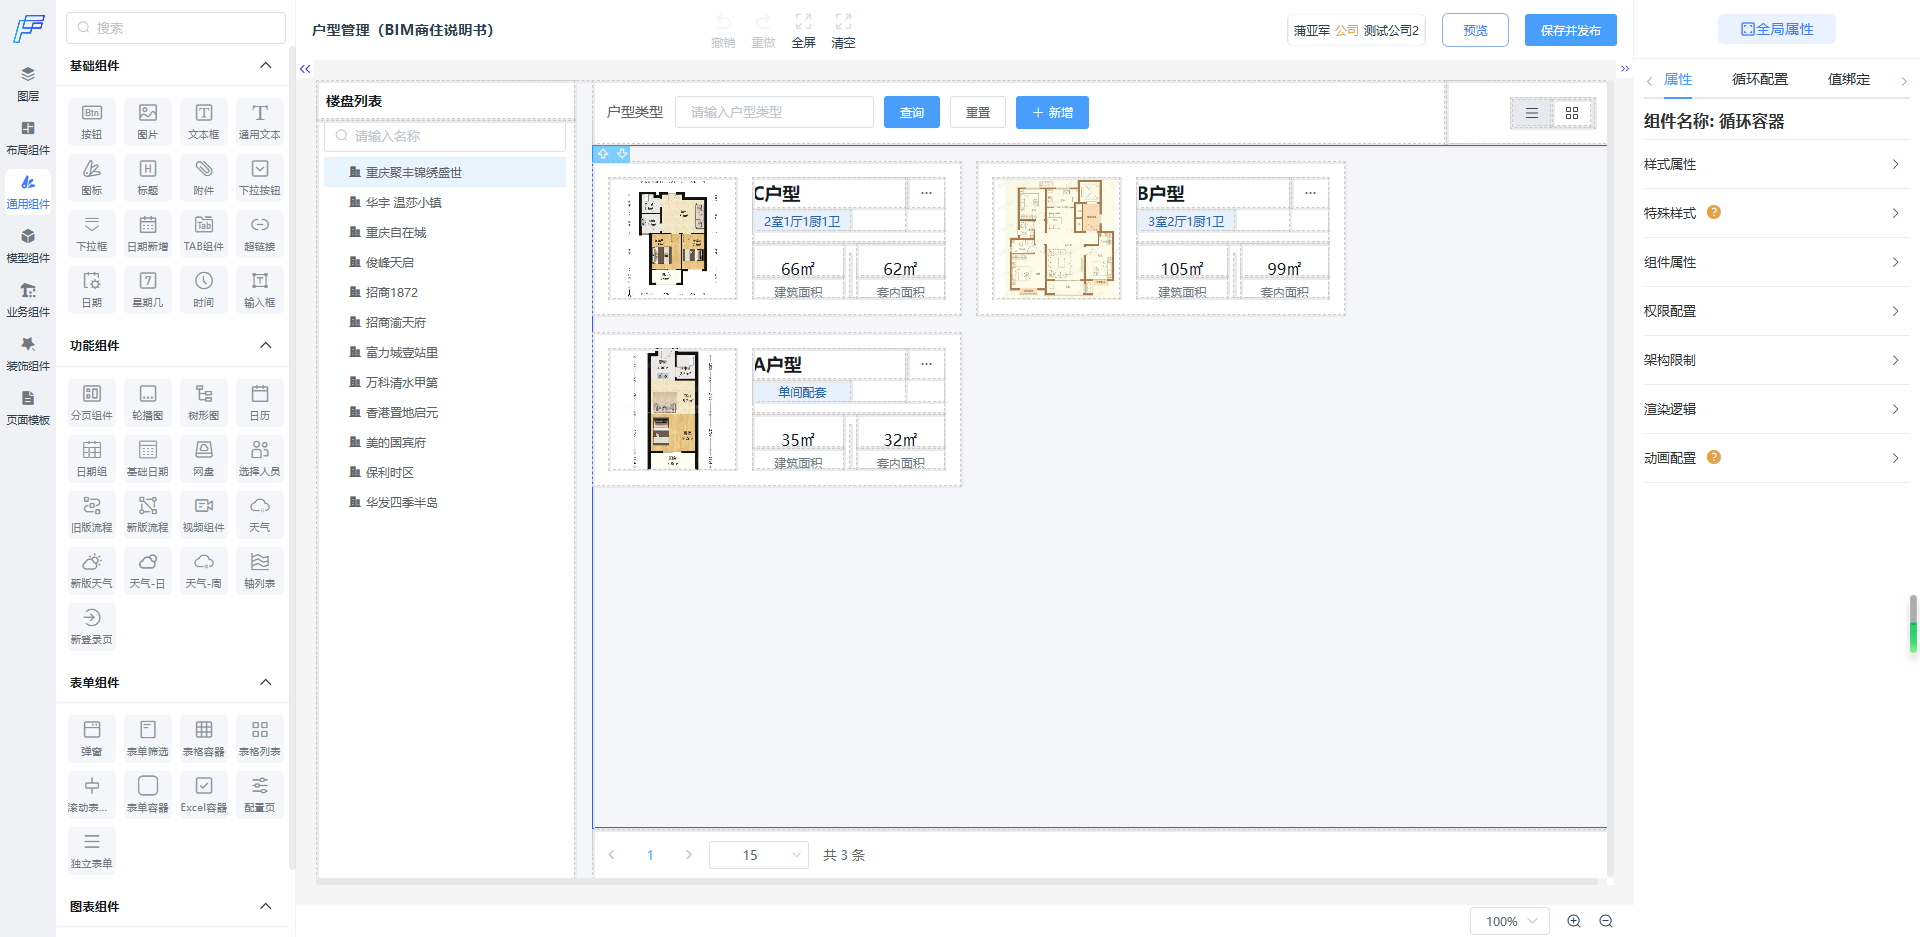 搜索
户型管理（BIM商住说明书）
撤销
重做
全屏
清空
蒲亚军 公司 测试公司2
预览
保存并发布
全局属性
图层
布局组件
通用组件
模型组件
业务组件
装饰组件
页面模板
基础组件
按钮
图片
文本框
通用文本
图标
标题
附件
下拉按钮
下拉框
日期新增
TAB组件
超链接
日期
星期几
时间
输入框
功能组件
分页组件
轮播图
树形图
日历
日期组
基础日期
网盘
选择人员
旧版流程
新版流程
视频组件
天气
新版天气
天气-日
天气-周
轴列表
新登录页
表单组件
弹窗
表单筛选
表格容器
表格列表
滚动表...
表单容器
Excel容器
配置页
独立表单
图表组件
楼盘列表
请输入名称
重庆聚丰锦绣盛世
华宇 温莎小镇
重庆自在城
俊峰天启
招商1872
招商渝天府
富力城壹站里
万科清水甲第
香港置地启元
美的国宾府
保利时区
华发四季半岛
户型类型
请输入户型类型
查询
重置
新增
C户型
2室1厅1厨1卫
66㎡
62㎡
建筑面积
套内面积
B户型
3室2厅1厨1卫
105㎡
99㎡
建筑面积
套内面积
A户型
单间配套
35㎡
32㎡
建筑面积
套内面积
1
15
共 3 条
100%
属性
循环配置
值绑定
组件名称: 循环容器
样式属性
特殊样式
组件属性
权限配置
架构限制
渲染逻辑
动画配置